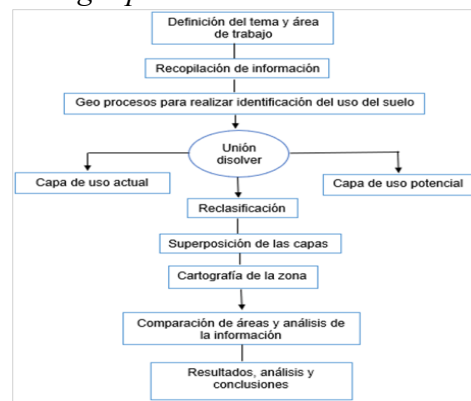 Definición del tema y área
de trabajo
Recopilación de información
Geo procesos para realizar identificación del uso del suelo
Unión
disolver
Capa de uso actual
Capa de uso potencial
Reclasificación
Superposición de las capas
Cartografía de la zona
Comparación de áreas y análisis de
la información
Resultados, análisis y
conclusiones